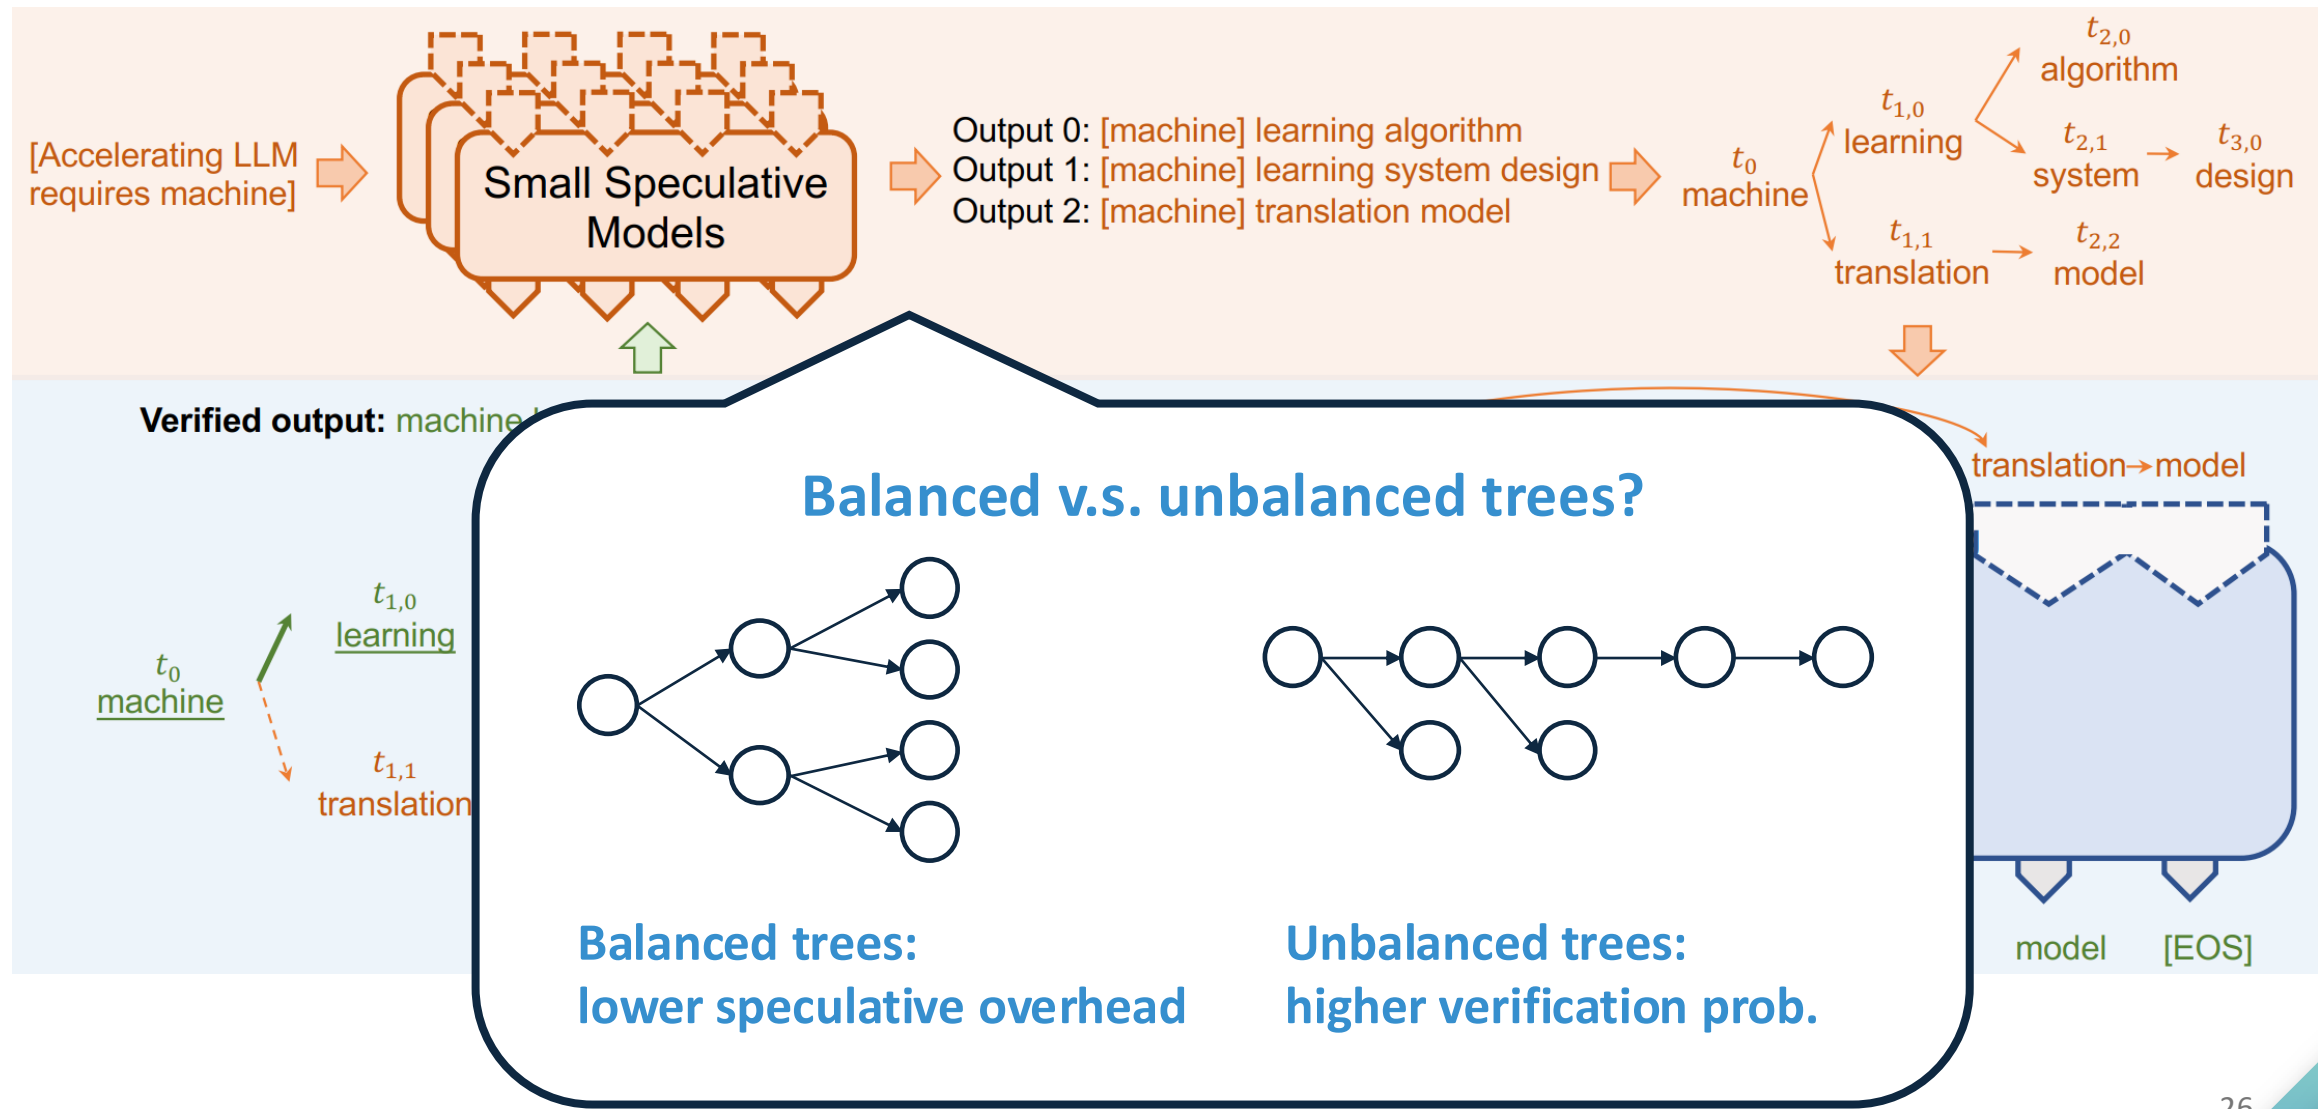 [Accelerating LLM
requires machine]
Small Speculative
Models
Output 0: [machine] learning algorithm
Output 1: [machine] learning system design
Output 2: [machine] translation model
t0
machine
t1,0
learning
t2,0
algorithm
t2,1
system
t3,0
design
t1,1
translation
t2,2
model
Verified output: machine
translation→model
t0
machine
t1,0
learning
t1,1
translation
Balanced v.s. unbalanced trees?
Balanced trees:
lower speculative overhead
Unbalanced trees:
higher verification prob.
model
[EOS]
26